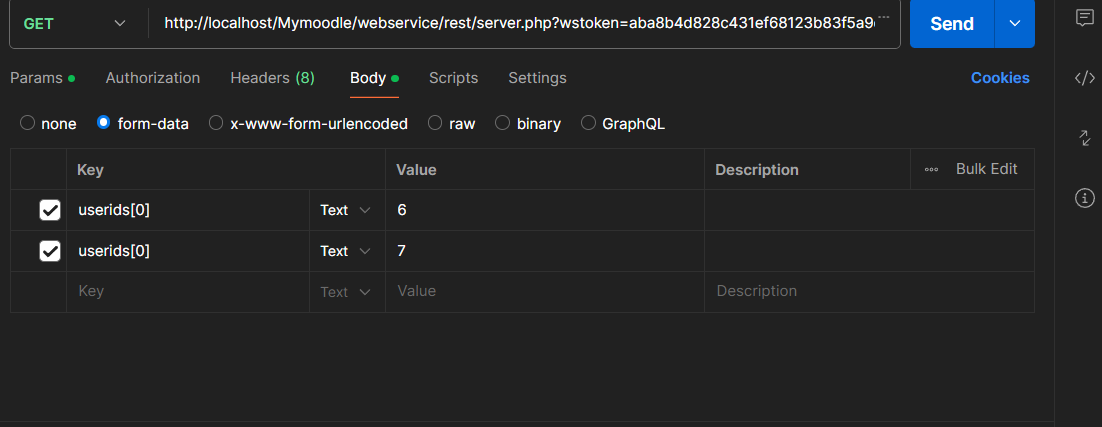 GET http://localhost/Mymoodle/webservice/rest/server.php?wstoken=aba8b4d828c431ef68123b83f5a9 ... Send
Params Authorization Headers (8) Body Scripts Settings Cookies
none form-data x-www-form-urlencoded raw binary GraphQL
Key Value Description Bulk Edit
userids[0] Text 6
userids[0] Text 7
Key Text Value Description